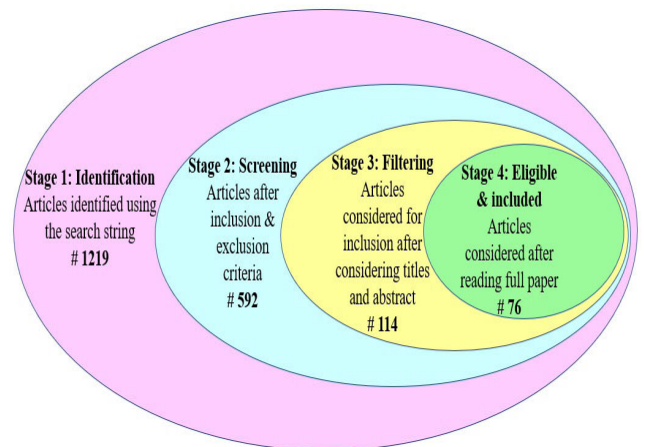 Stage 1: Identification
Articles identified using
the search string
# 1219
Stage 2: Screening
Articles after
inclusion &
exclusion
criteria
# 592
Stage 3: Filtering
Articles
considered for
inclusion after
considering titles
and abstract
# 114
Stage 4: Eligible
& included
Articles
considered after
reading full paper
# 76